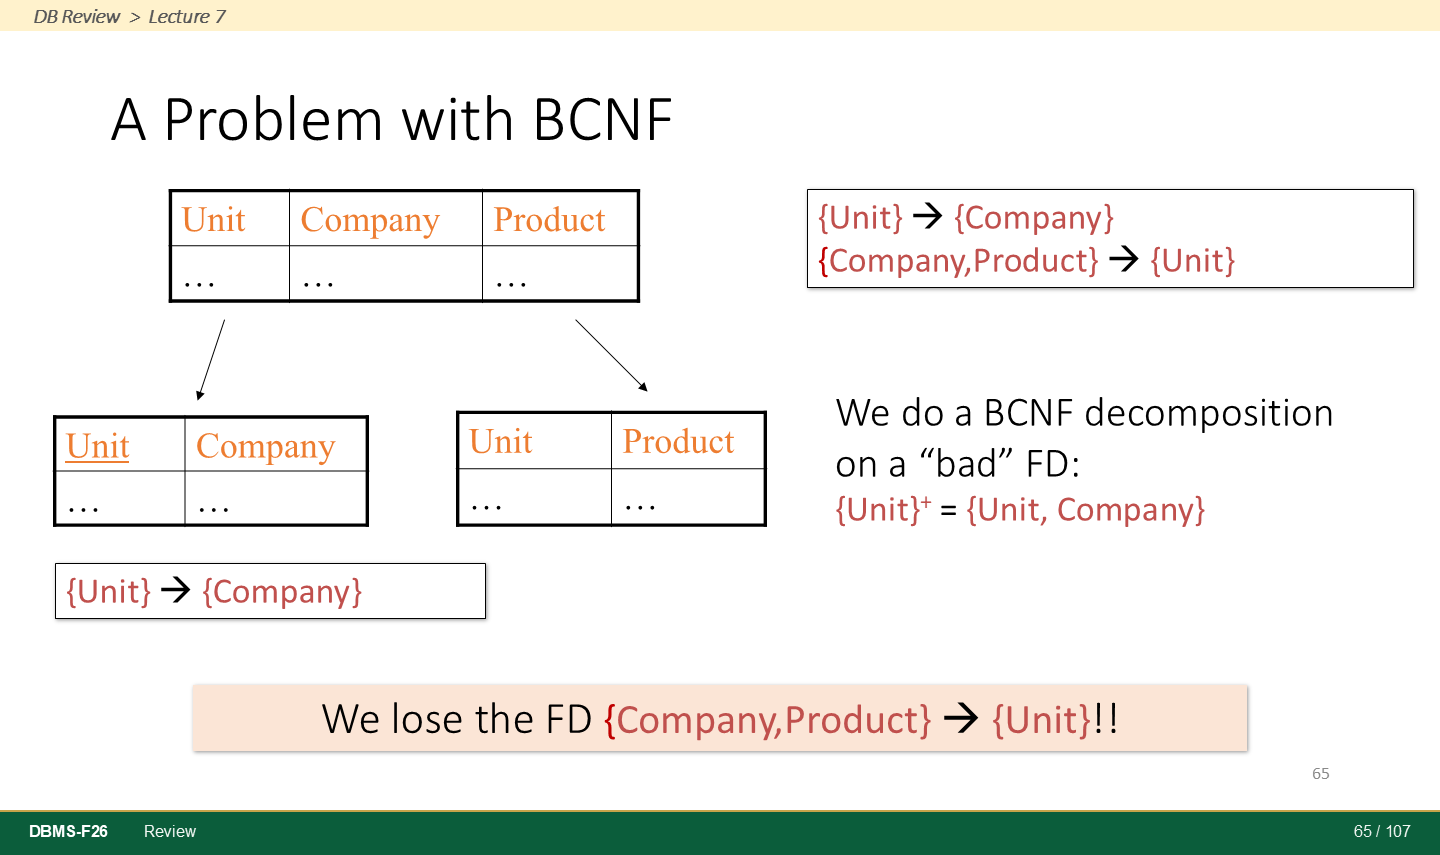 DB Review > Lecture 7
A Problem with BCNF
Unit Company Product
… … …
{Unit} → {Company}
{Company,Product} → {Unit}
Unit Company
… …
Unit Product
… …
We do a BCNF decomposition
on a “bad” FD:
{Unit}⁺ = {Unit, Company}
{Unit} → {Company}
We lose the FD {Company,Product} → {Unit}!!
65
DBMS-F26 Review 65 / 107